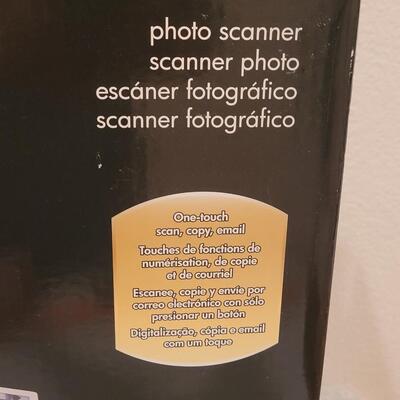 photo scanner
scanner photo
escáner fotográfico
scanner fotográfico
One-touch
scan, copy, email
Touches de fonctions de
numérisation, de copie
et de courriel
Escanee, copie y envíe por
correo electrónico con sólo
presionar un botón
Digitalização, cópia e email
com um toque